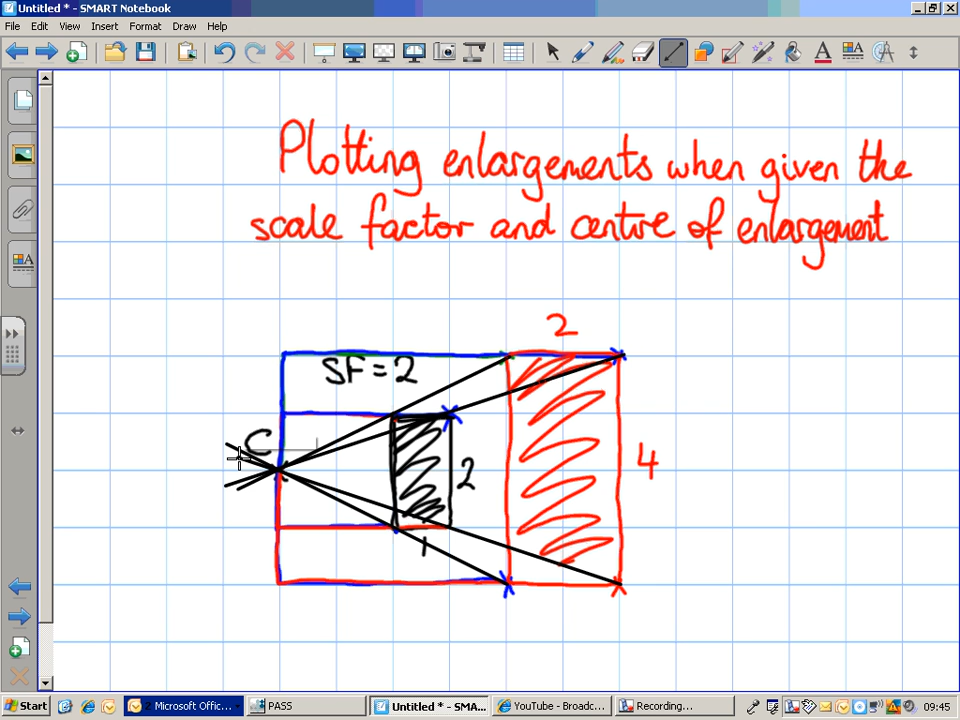 Untitled * - SMART Notebook
File Edit View Insert Format Draw Help
Plotting enlargements when given the
scale factor and centre of enlargement
2
SF = 2
C
2
4
1
Start
2 Microsoft Offic...
PASS
Untitled * - SMA...
YouTube - Broadc...
Recording...
09:45